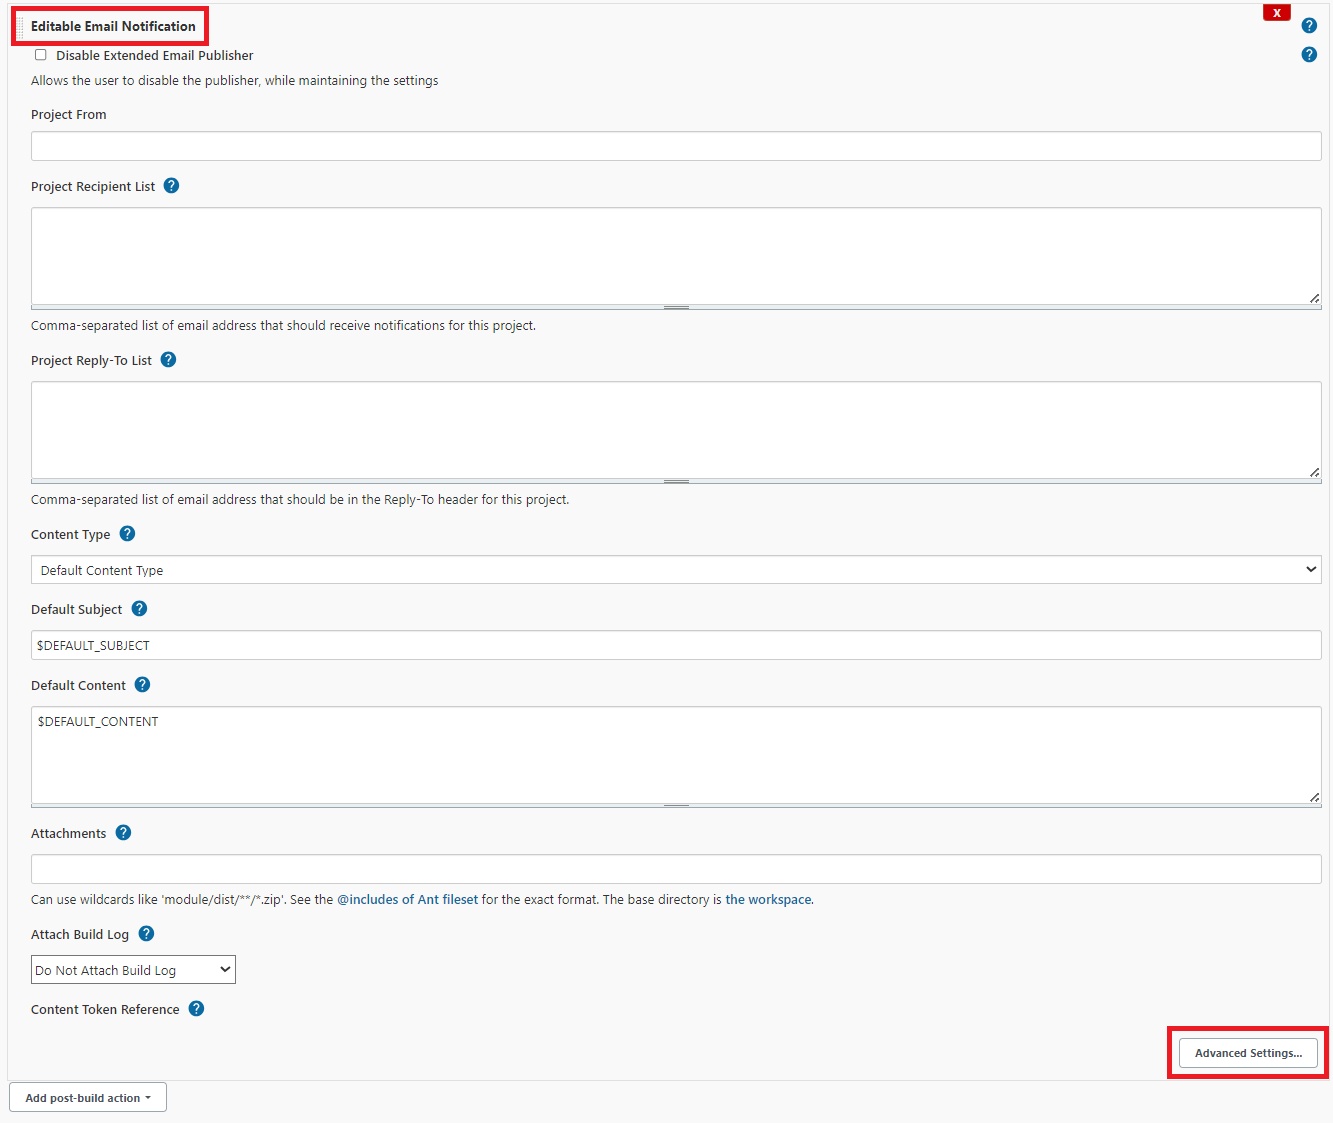 Editable Email Notification
X
?
Disable Extended Email Publisher
?
Allows the user to disable the publisher, while maintaining the settings
Project From
Project Recipient List ?
Comma-separated list of email address that should receive notifications for this project.
Project Reply-To List ?
Comma-separated list of email address that should be in the Reply-To header for this project.
Content Type ?
Default Content Type
Default Subject ?
$DEFAULT_SUBJECT
Default Content ?
$DEFAULT_CONTENT
Attachments ?
Can use wildcards like 'module/dist/**/*.zip'. See the @includes of Ant fileset for the exact format. The base directory is the workspace.
Attach Build Log ?
Do Not Attach Build Log
Content Token Reference ?
Advanced Settings...
Add post-build action